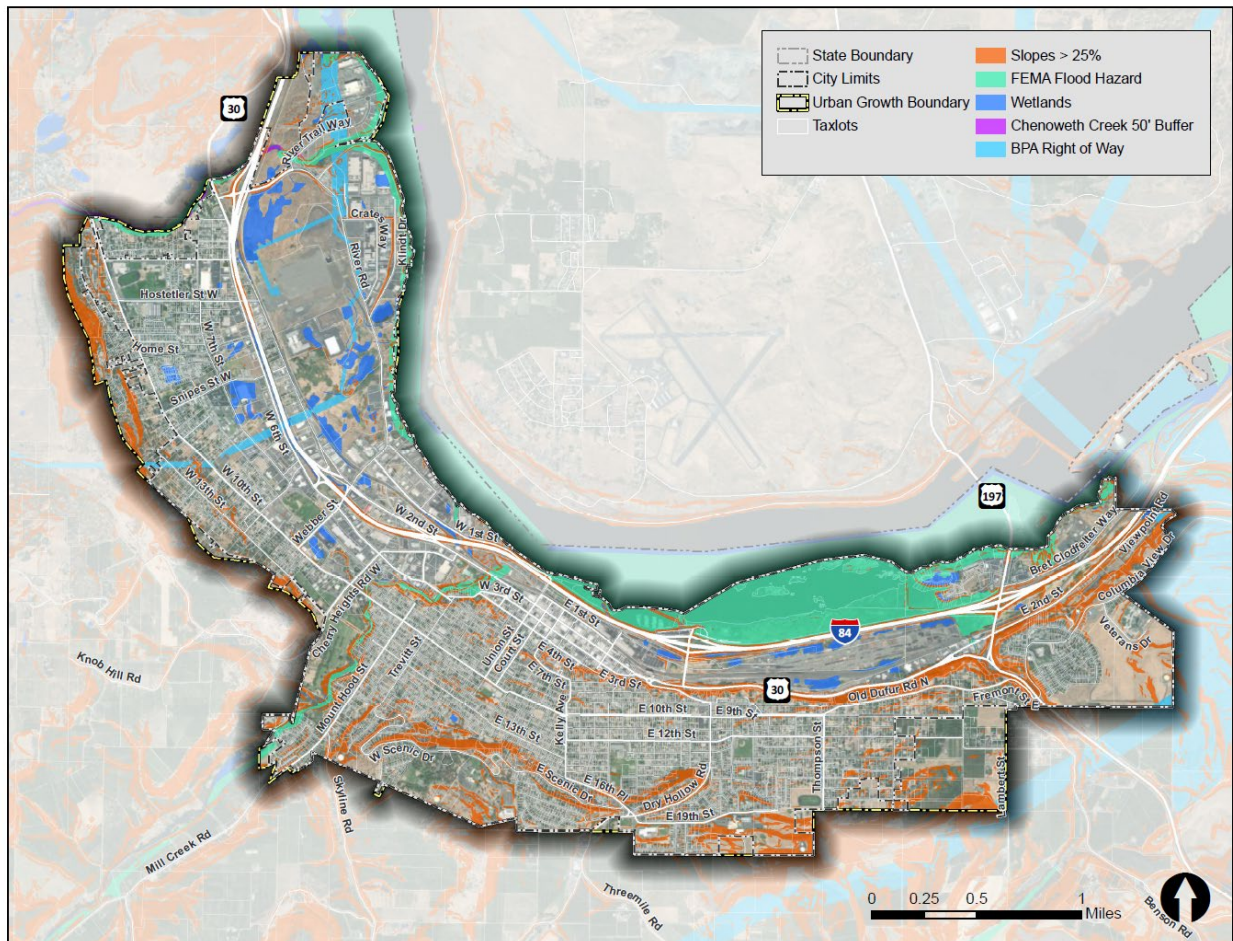 State Boundary
City Limits
Urban Growth Boundary
Taxlots
Slopes > 25%
FEMA Flood Hazard
Wetlands
Chenoweth Creek 50' Buffer
BPA Right of Way
30
River Trail Way
Crates Way
Klindt Dr
River Rd
Hostetler St W
W 7th St
Home St
Snipes St W
W 6th St
197
W 13th St
W 10th St
Webber St
W 2nd St
W 1st St
Bret Clodfelter Way
Viewpoint Rd
Columbia View Dr
E 2nd St
Cherry Heights Rd W
W 3rd St
E 1st St
84
Veterans Dr
Knob Hill Rd
Mount Hood St
Trevitt St
Union St
Court St
E 4th St
E 3rd St
E 7th St
30
Old Dufur Rd N
Fremont St
Kelly Ave
E 10th St
E 9th St
E 12th St
E 13th St
Thompson St
W Scenic Dr
E Scenic Dr
E 16th Pl
Dry Hollow Rd
E 19th St
Lambert St
Skyline Rd
Mill Creek Rd
Threemile Rd
Benson Rd
0 0.25 0.5 1
Miles